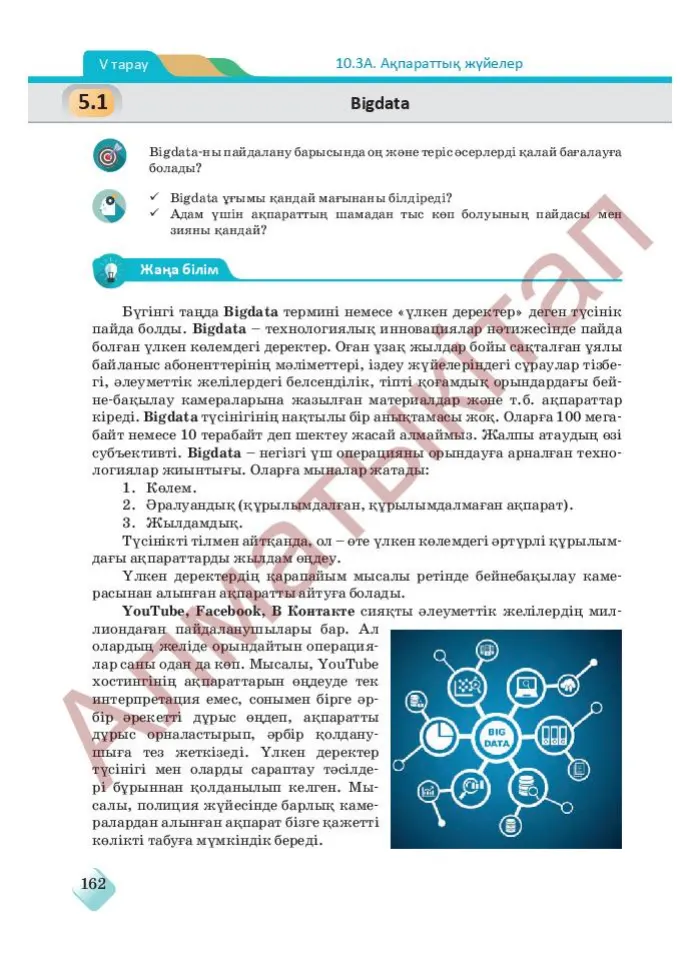 V тарау
10.3А. Ақпараттық жүйелер
5.1
Bigdata
Bigdata-ны пайдалану барысында оң және теріс әсерлерді қалай бағалауға
болады?
✓ Bigdata ұғымы қандай мағынаны білдіреді?
✓ Адам үшін ақпараттың шамадан тыс көп болуының пайдасы мен
зияны қандай?
Жаңа білім
Бүгінгі таңда Bigdata термині немесе «үлкен деректер» деген түсінік
пайда болды. Bigdata – технологиялық инновациялар нәтижесінде пайда
болған үлкен көлемдегі деректер. Оған ұзақ жылдар бойы сақталған ұялы
байланыс абоненттерінің мәліметтері, іздеу жүйелеріндегі сұраулар тізбе-
гі, әлеуметтік желілердегі белсенділік, тіпті қоғамдық орындардағы бей-
не-бақылау камераларына жазылған материалдар және т.б. ақпараттар
кіреді. Bigdata түсінігінің нақтылы бір анықтамасы жоқ. Оларға 100 мега-
байт немесе 10 терабайт деп шектеу жасай алмаймыз. Жалпы атаудың өзі
субъективті. Bigdata – негізгі үш операцияны орындауға арналған техно-
логиялар жиынтығы. Оларға мыналар жатады:
1. Көлем.
2. Әралуандық (құрылымдалған, құрылымдалмаған ақпарат).
3. Жылдамдық.
Түсінікті тілмен айтқанда, ол – өте үлкен көлемдегі әртүрлі құрылым-
дағы ақпараттарды жылдам өңдеу.
Үлкен деректердің қарапайым мысалы ретінде бейнебақылау каме-
расынан алынған ақпаратты айтуға болады.
YouTube, Facebook, В Контакте сияқты әлеуметтік желілердің мил-
лиондаған пайдаланушылары бар. Ал
олардың желіде орындайтын операция-
лар саны одан да көп. Мысалы, YouTube
хостингінің ақпараттарын өңдеуде тек
интерпретация емес, сонымен бірге әр-
бір әрекетті дұрыс өңдеп, ақпаратты
дұрыс орналастырып, әрбір қолдану-
шыға тез жеткізеді. Үлкен деректер
түсінігі мен оларды сараптау тәсілде-
рі бұрыннан қолданылып келген. Мы-
салы, полиция жүйесінде барлық каме-
ралардан алынған ақпарат бізге қажетті
көлікті табуға мүмкіндік береді.
BIG
DATA
162
Алматыкітап